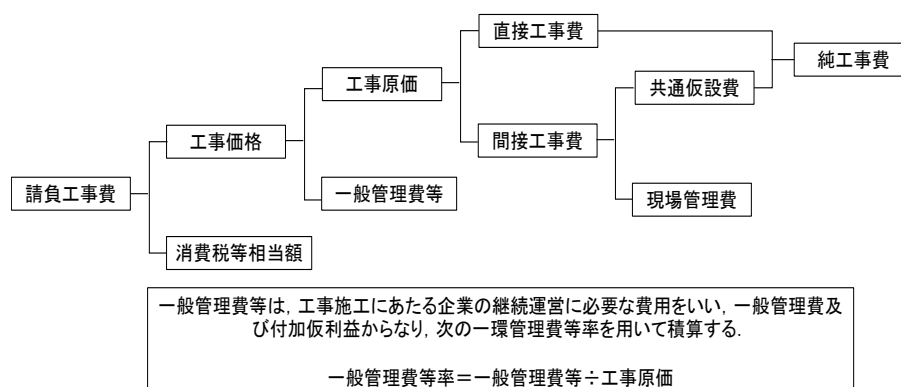 直接工事費
純工事費
工事原価
共通仮設費
工事価格
間接工事費
請負工事費
一般管理費等
現場管理費
消費税等相当額
一般管理費等は，工事施工にあたる企業の継続運営に必要な費用をいい，一般管理費及
び付加仮利益からなり，次の一環管理費等率を用いて積算する．
一般管理費等率＝一般管理費等÷工事原価